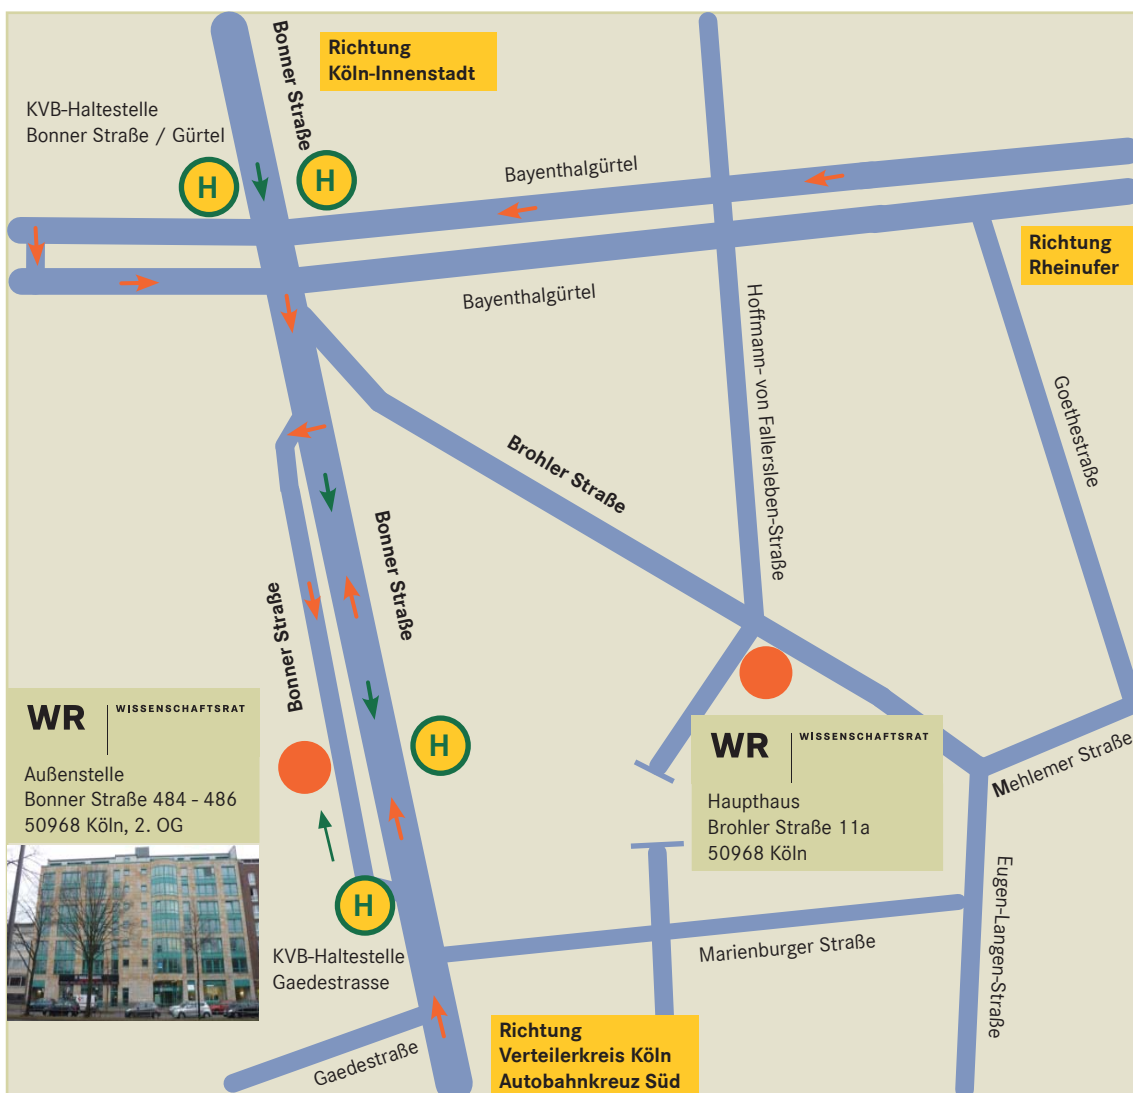 Bonner Straße
Richtung
Köln-Innenstadt
KVB-Haltestelle
Bonner Straße / Gürtel
H
H
Bayenthalgürtel
Richtung
Rheinufer
Bayenthalgürtel
Hoffmann- von Fallersleben-Straße
Goethestraße
Brohler Straße
Bonner Straße
Bonner Straße
WR
WISSENSCHAFTSRAT
Außenstelle
Bonner Straße 484 - 486
50968 Köln, 2. OG
H
WR
WISSENSCHAFTSRAT
Haupthaus
Brohler Straße 11a
50968 Köln
Mehlemer Straße
Eugen-Langen-Straße
H
KVB-Haltestelle
Gaedestrasse
Marienburger Straße
Gaedestraße
Richtung
Verteilerkreis Köln
Autobahnkreuz Süd